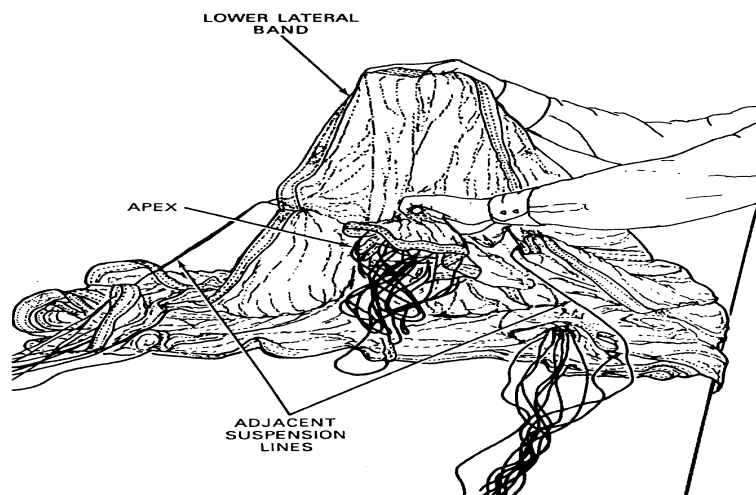 LOWER LATERAL
BAND
APEX
ADJACENT
SUSPENSION
LINES